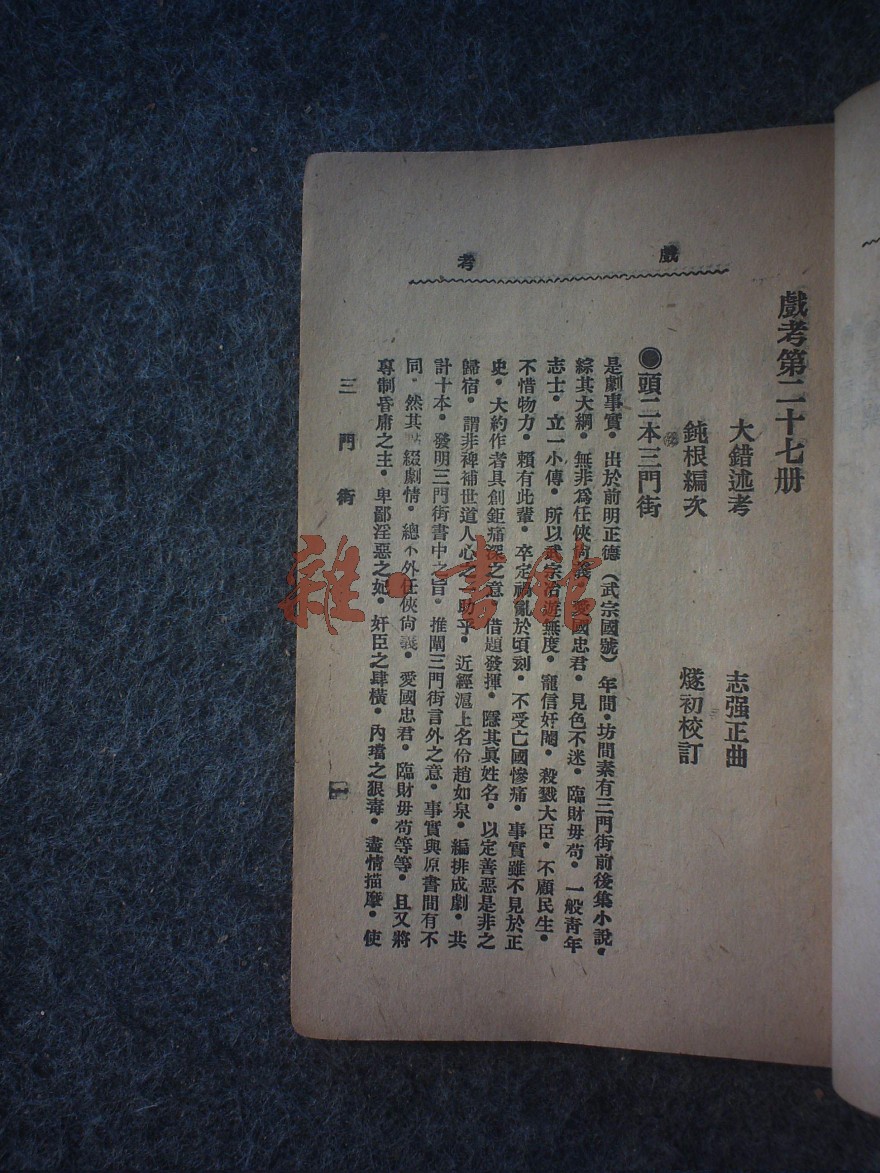 戲考
戲考第二十七册
大錯述考　志强正曲
鈍根編次　燧初校訂
●頭二本三門街
是劇事實。出於前明正德（武宗國號）年間。坊間素有三門街前後集小說。
綜其大綱。無非爲任俠尙義。愛國忠君。見色不迷。臨財毋苟。一般靑年
志士。立一小傳。所以武宗冶遊無度。寵信奸閹。殺戮大臣。不顧民生。
不惜物力。賴有此輩。卒定禍亂於頃刻。不受亡國慘痛。事實雖不見於正
史。大約作者具創鉅痛深之意。借題發揮。隱其眞姓名。以定善惡是非之
歸宿。謂非裨補世道人心之一助乎。近經滬上名伶趙如泉。編排成劇。共
計十本。發明三門街書中之旨。推闡三門街言外之意。事實與原書間有不
同。然其綴劇情。總不外任俠尙義。愛國忠君。臨財毋苟等等。且又將
專制昏庸之主。卑鄙淫惡之妃。奸臣之肆橫。內璫之狠毒。盡情描摩。使
三門街
一
雜·書館